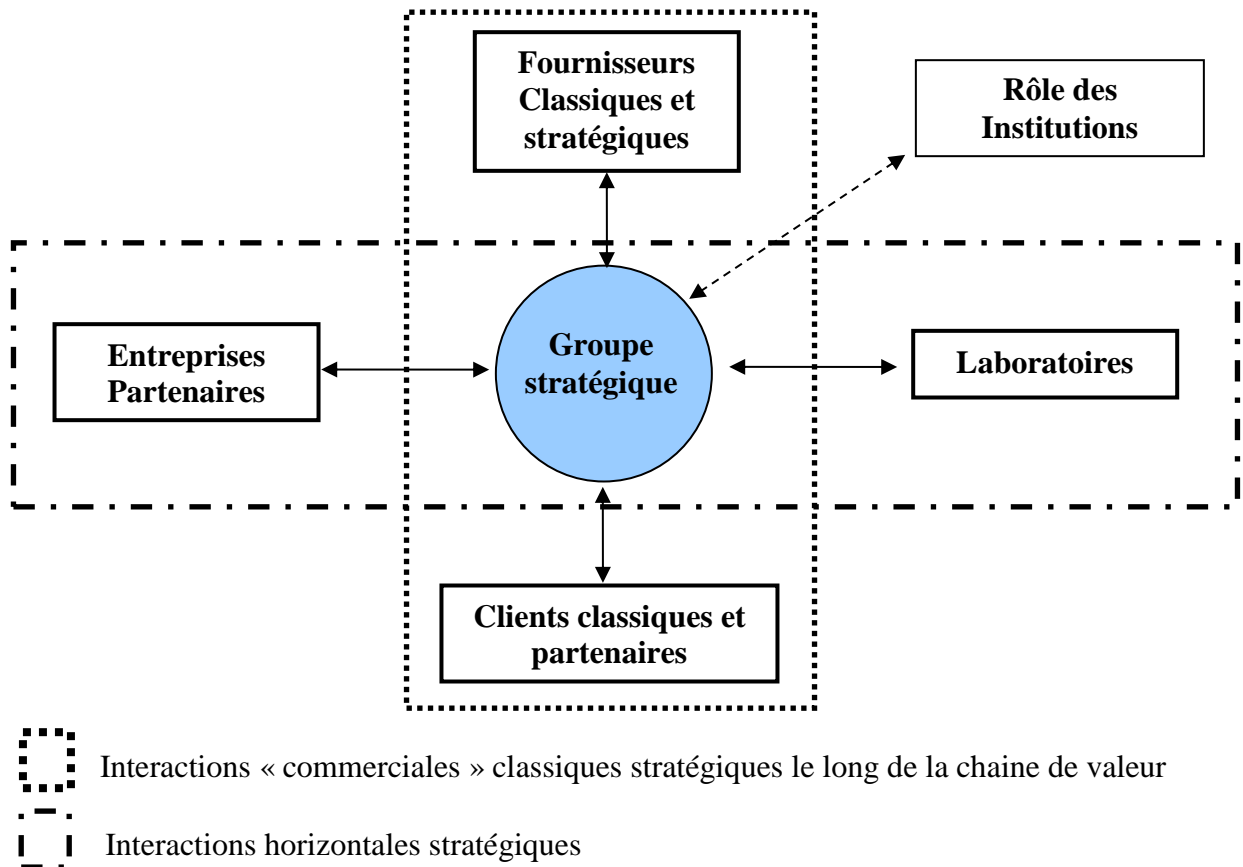 Fournisseurs
Classiques et
stratégiques
Rôle des
Institutions
Entreprises
Partenaires
Groupe
stratégique
Laboratoires
Clients classiques et
partenaires
Interactions « commerciales » classiques stratégiques le long de la chaine de valeur
Interactions horizontales stratégiques